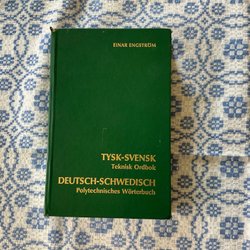 EINAR ENGSTRÖM
TYSK-SVENSK
Teknisk Ordbok
DEUTSCH-SCHWEDISCH
Polytechnisches Wörterbuch